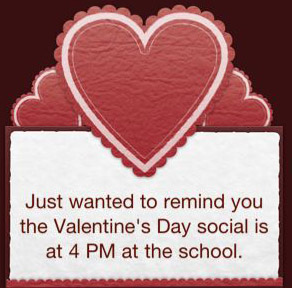 Just wanted to remind you
the Valentine's Day social is
at 4 PM at the school.